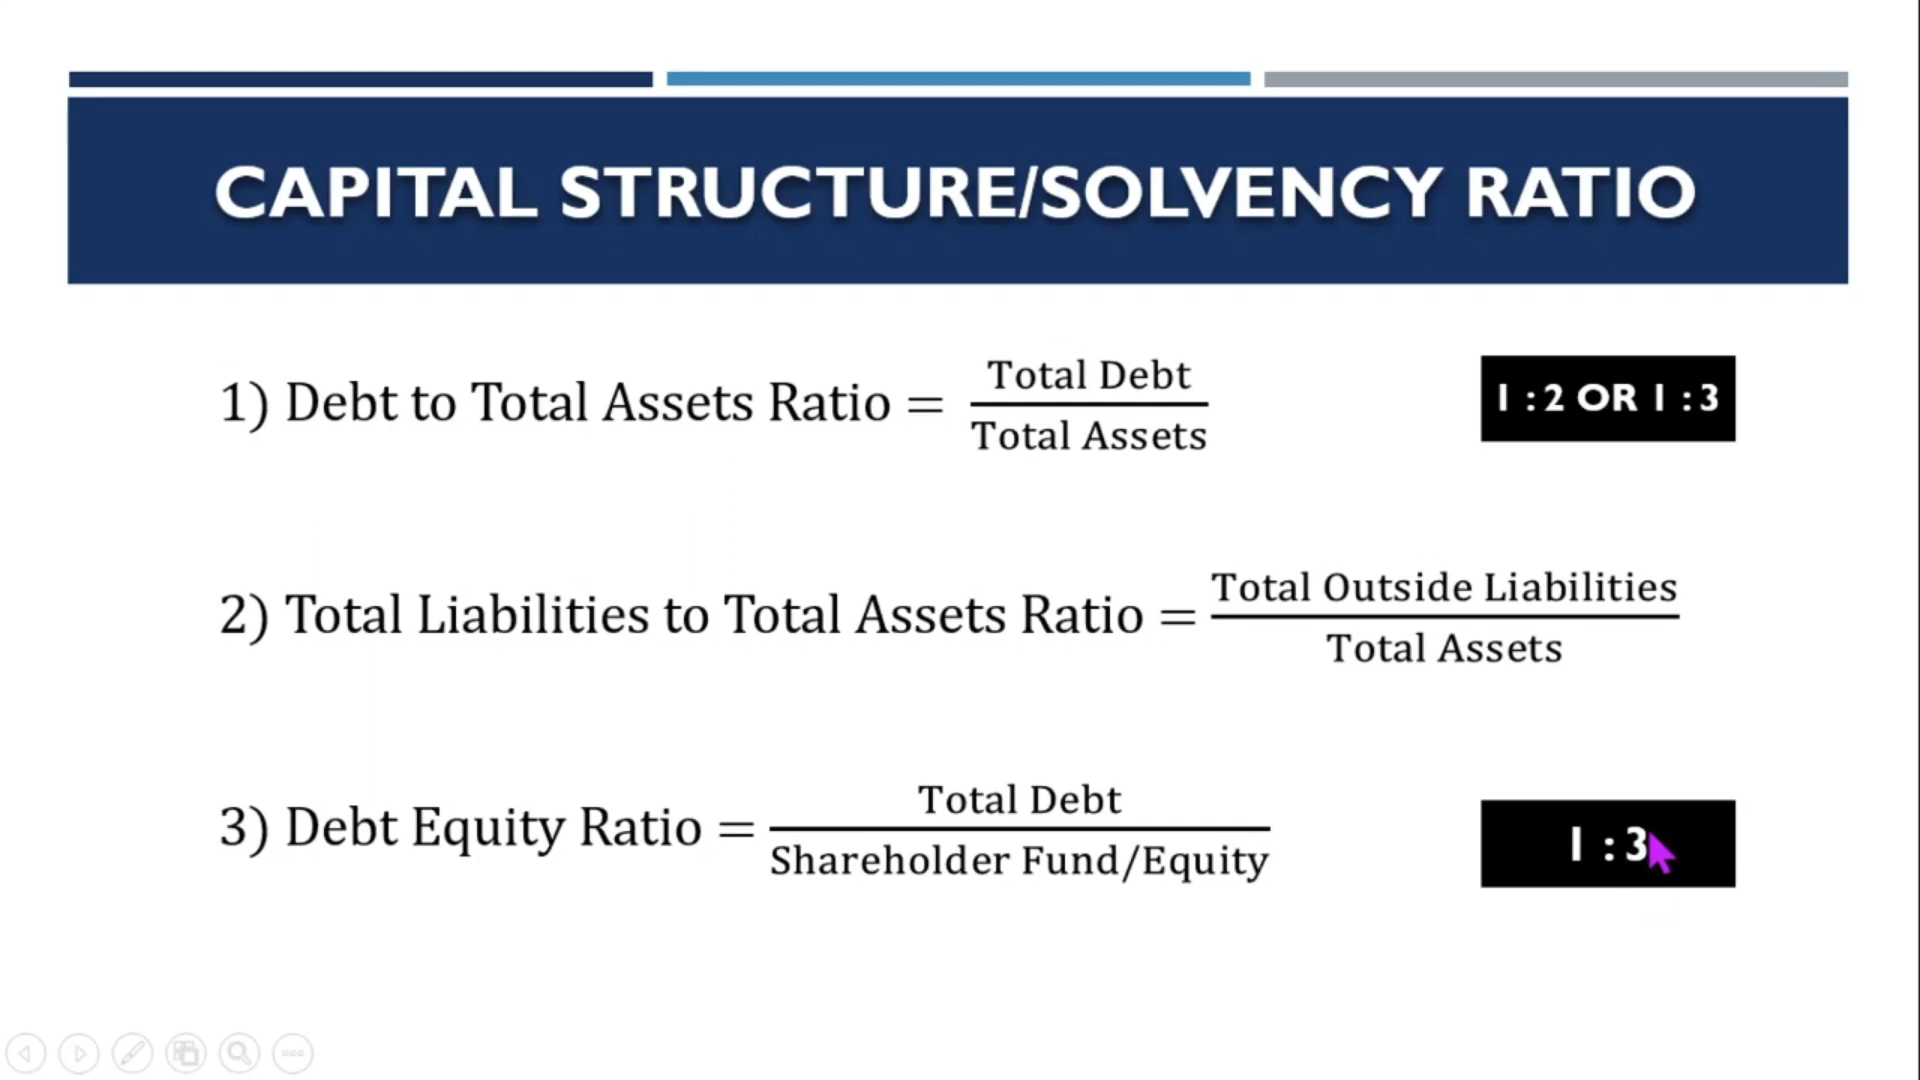 CAPITAL STRUCTURE/SOLVENCY RATIO
1) Debt to Total Assets Ratio = Total Debt / Total Assets
1 : 2 OR 1 : 3
2) Total Liabilities to Total Assets Ratio = Total Outside Liabilities / Total Assets
3) Debt Equity Ratio = Total Debt / Shareholder Fund/Equity
1 : 3